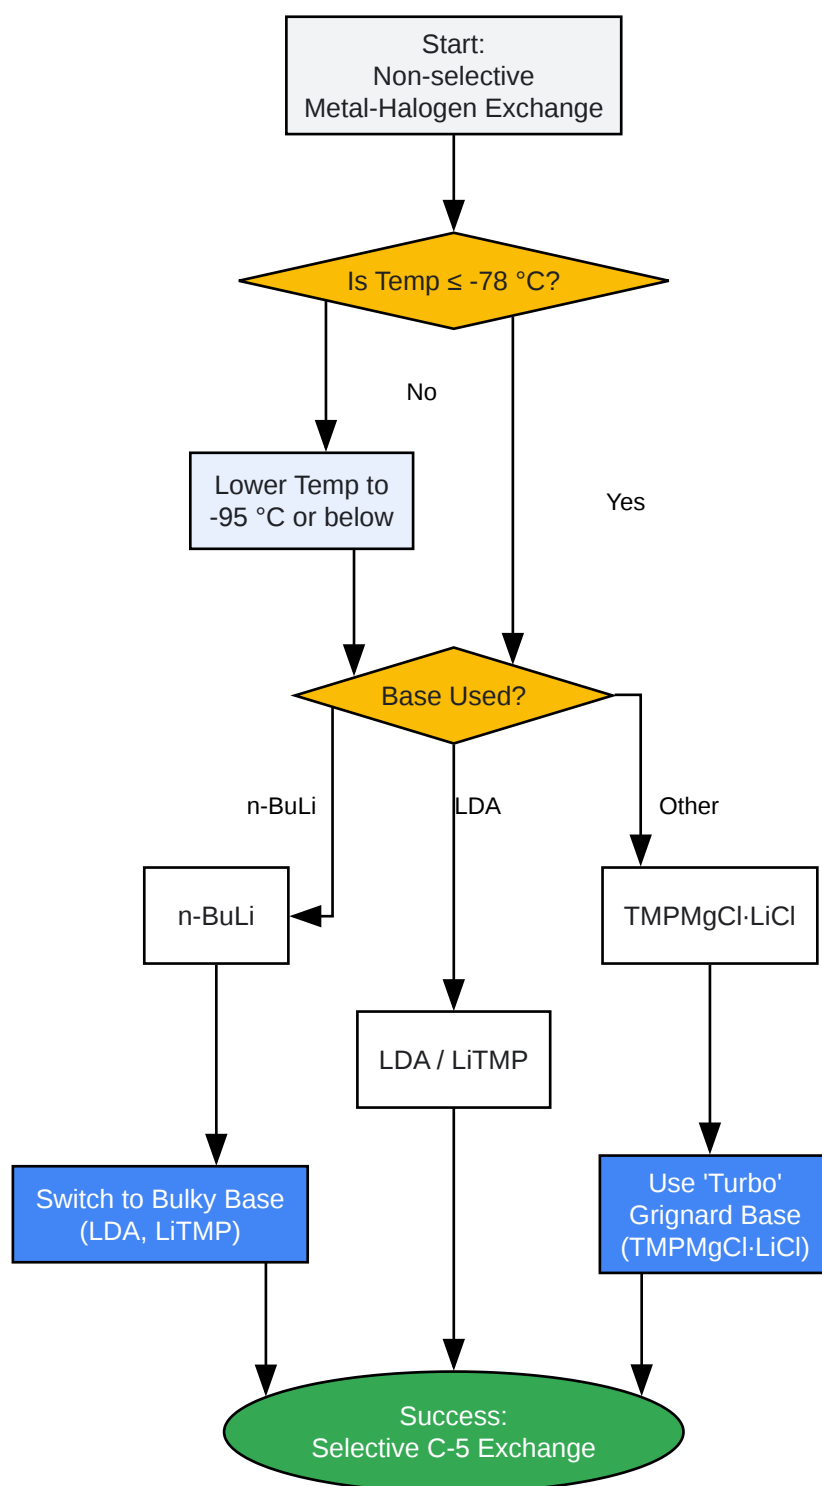 Start:
Non-selective
Metal-Halogen Exchange
Is Temp ≤ -78 °C?
No
Lower Temp to
-95 °C or below
Yes
Base Used?
n-BuLi
LDA
Other
n-BuLi
TMPMgCl·LiCl
LDA / LiTMP
Switch to Bulky Base
(LDA, LiTMP)
Use 'Turbo'
Grignard Base
(TMPMgCl·LiCl)
Success:
Selective C-5 Exchange